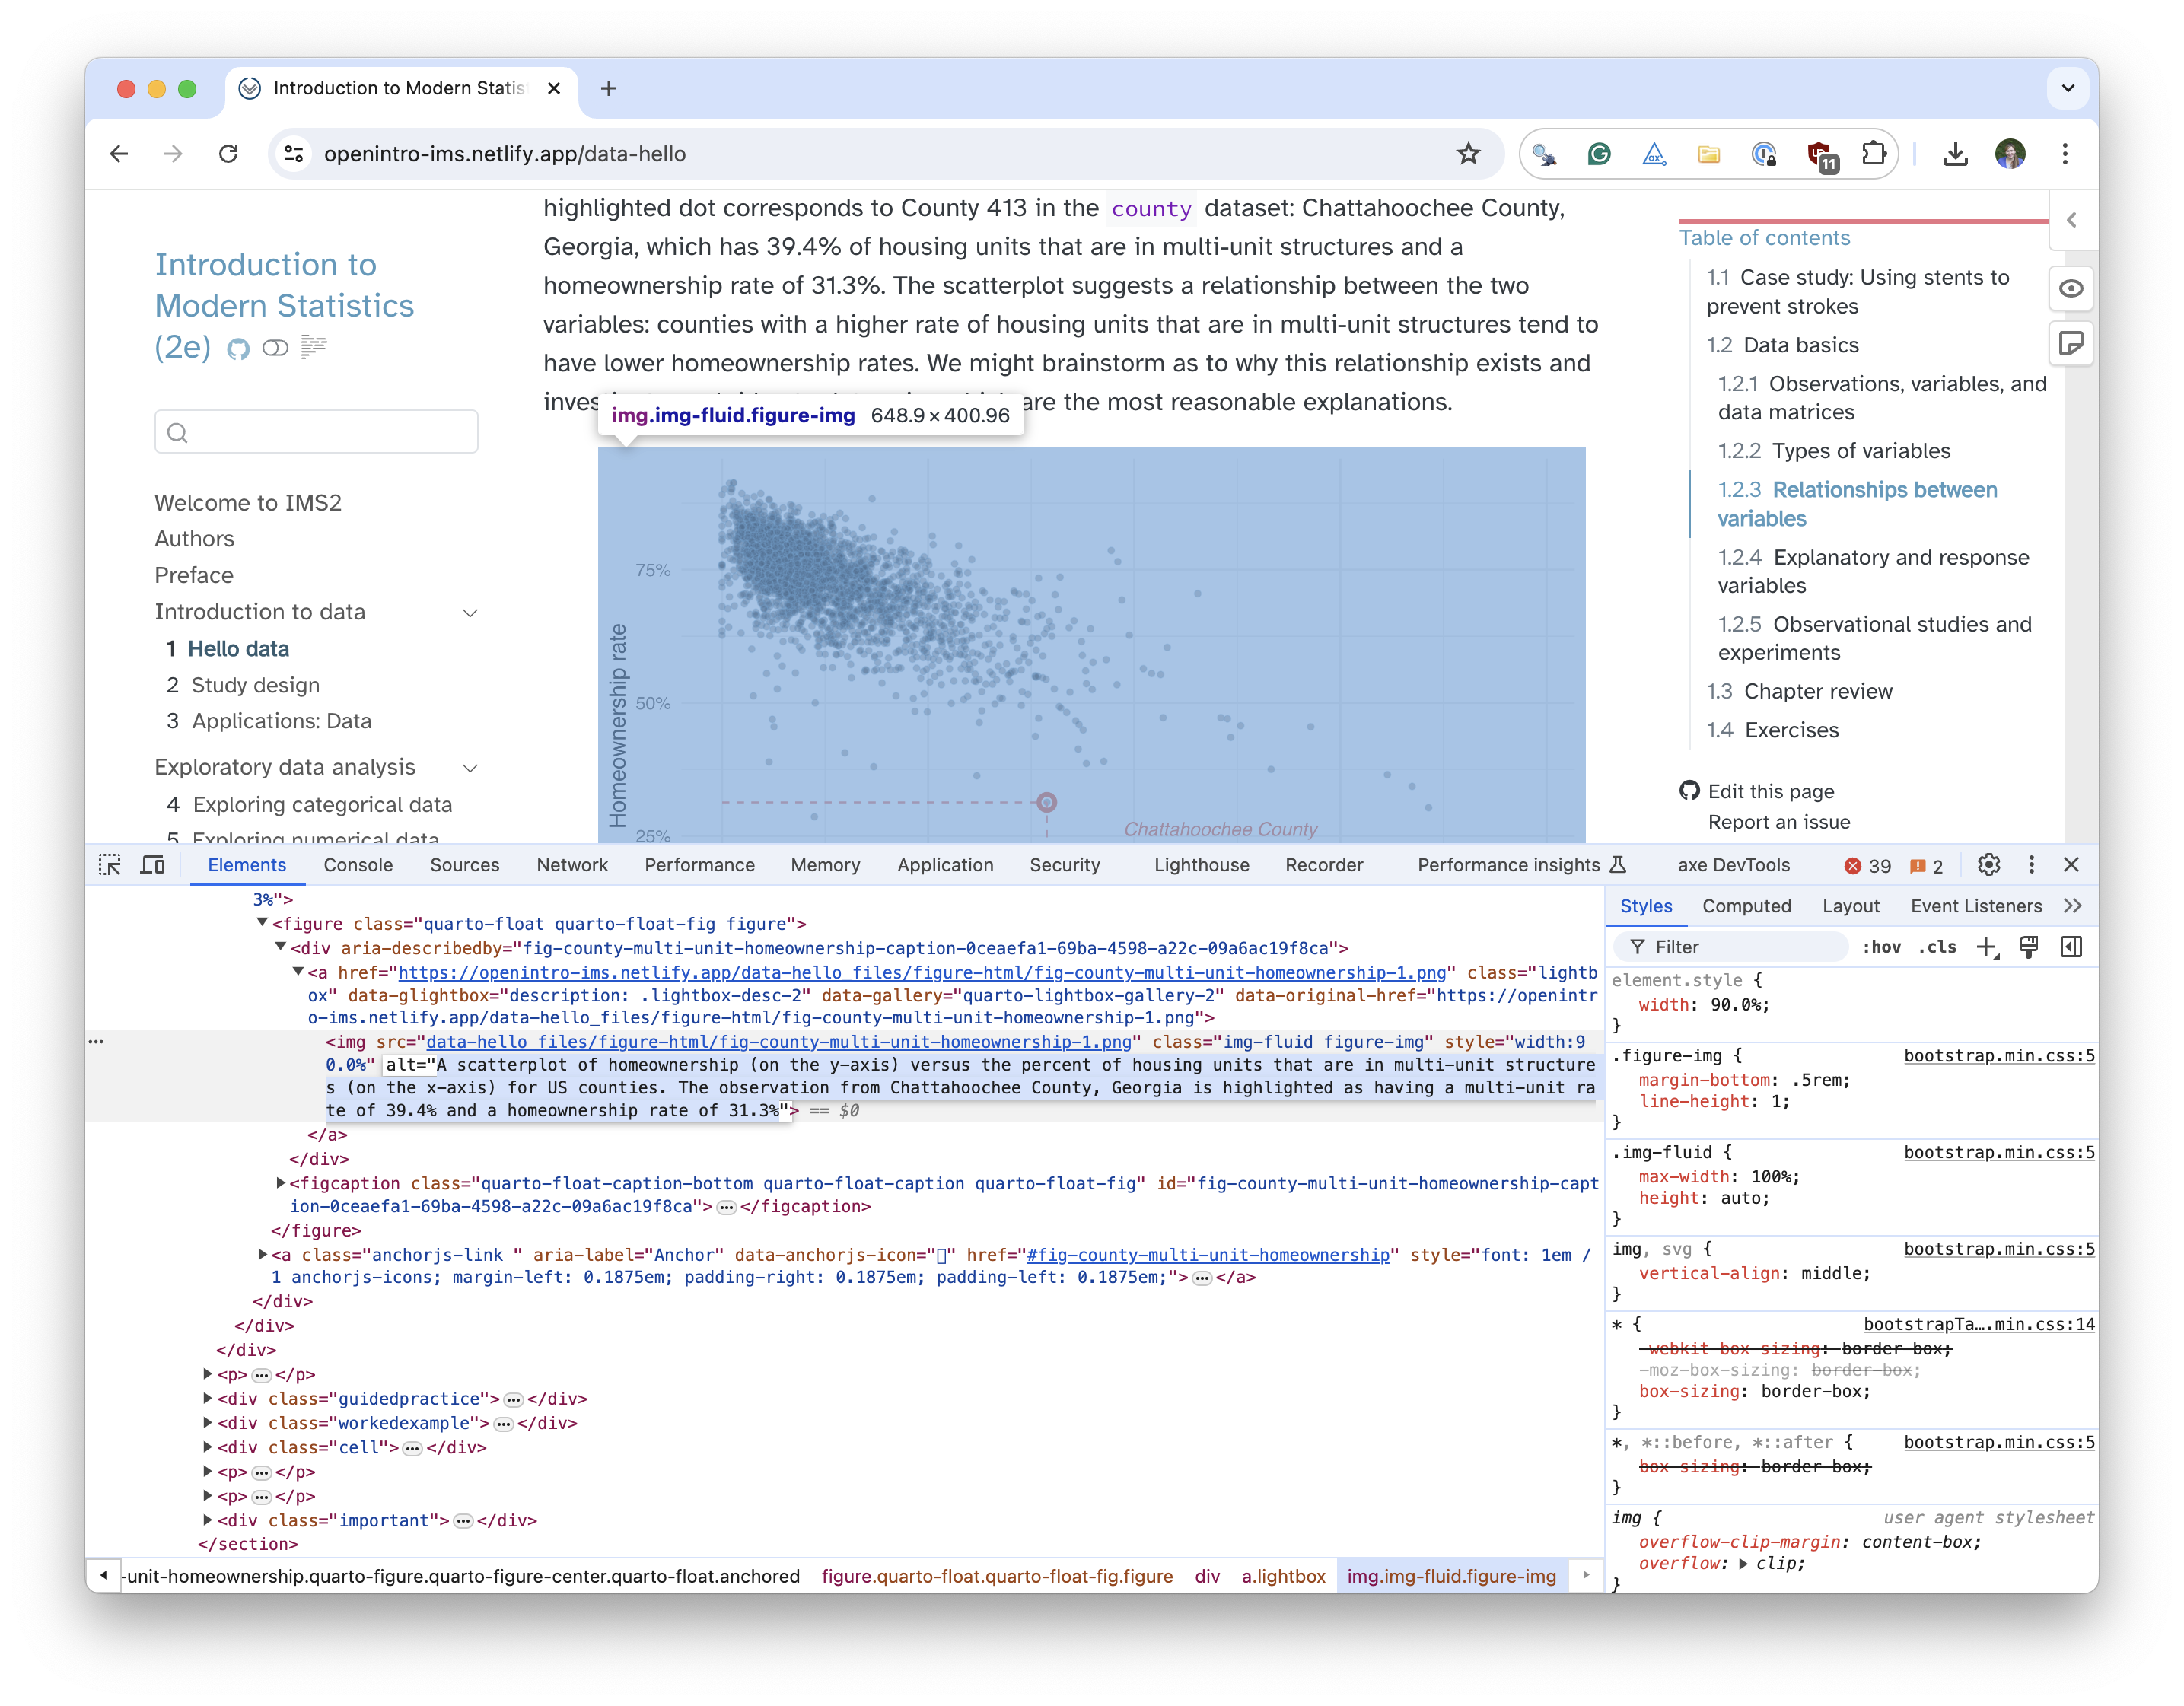 Introduction to Modern Statis
openintro-ims.netlify.app/data-hello
11
Introduction to
Modern Statistics
(2e)
Welcome to IMS2
Authors
Preface
Introduction to data
1 Hello data
2 Study design
3 Applications: Data
Exploratory data analysis
4 Exploring categorical data
5 Exploring numerical data
highlighted dot corresponds to County 413 in the county dataset: Chattahoochee County,
Georgia, which has 39.4% of housing units that are in multi-unit structures and a
homeownership rate of 31.3%. The scatterplot suggests a relationship between the two
variables: counties with a higher rate of housing units that are in multi-unit structures tend to
have lower homeownership rates. We might brainstorm as to why this relationship exists and
are the most reasonable explanations.
img.img-fluid.figure-img 648.9 × 400.96
75%
50%
25%
Homeownership rate
Chattahoochee County
Table of contents
1.1 Case study: Using stents to
prevent strokes
1.2 Data basics
1.2.1 Observations, variables, and
data matrices
1.2.2 Types of variables
1.2.3 Relationships between
variables
1.2.4 Explanatory and response
variables
1.2.5 Observational studies and
experiments
1.3 Chapter review
1.4 Exercises
Edit this page
Report an issue
Elements Console Sources Network Performance Memory Application Security Lighthouse Recorder Performance insights axe DevTools 39 2
3%">
<figure class="quarto-float quarto-float-fig figure">
<div aria-describedby="fig-county-multi-unit-homeownership-caption-0ceaefa1-69ba-4598-a22c-09a6ac19f8ca">
<a href="https://openintro-ims.netlify.app/data-hello_files/figure-html/fig-county-multi-unit-homeownership-1.png" class="lightb
ox" data-glightbox="description: .lightbox-desc-2" data-gallery="quarto-lightbox-gallery-2" data-original-href="https://openintr
o-ims.netlify.app/data-hello_files/figure-html/fig-county-multi-unit-homeownership-1.png">
<img src="data-hello_files/figure-html/fig-county-multi-unit-homeownership-1.png" class="img-fluid figure-img" style="width:9
0.0%" alt="A scatterplot of homeownership (on the y-axis) versus the percent of housing units that are in multi-unit structure
s (on the x-axis) for US counties. The observation from Chattahoochee County, Georgia is highlighted as having a multi-unit ra
te of 39.4% and a homeownership rate of 31.3%"> == $0
</a>
</div>
<figcaption class="quarto-float-caption-bottom quarto-float-caption quarto-float-fig" id="fig-county-multi-unit-homeownership-capt
ion-0ceaefa1-69ba-4598-a22c-09a6ac19f8ca">…</figcaption>
</figure>
<a class="anchorjs-link " aria-label="Anchor" data-anchorjs-icon="" href="#fig-county-multi-unit-homeownership" style="font: 1em /
1 anchorjs-icons; margin-left: 0.1875em; padding-right: 0.1875em; padding-left: 0.1875em;">…</a>
</div>
</div>
</div>
<p>…</p>
<div class="guidedpractice">…</div>
<div class="workedexample">…</div>
<div class="cell">…</div>
<p>…</p>
<p>…</p>
<div class="important">…</div>
</section>
-unit-homeownership.quarto-figure.quarto-figure-center.quarto-float.anchored figure.quarto-float.quarto-float-fig.figure div a.lightbox img.img-fluid.figure-img
Styles Computed Layout Event Listeners
Filter :hov .cls
element.style {
width: 90.0%;
}
.figure-img { bootstrap.min.css:5
margin-bottom: .5rem;
line-height: 1;
}
.img-fluid { bootstrap.min.css:5
max-width: 100%;
height: auto;
}
img, svg { bootstrap.min.css:5
vertical-align: middle;
}
* { bootstrapTa….min.css:14
-webkit-box-sizing: border-box;
-moz-box-sizing: border-box;
box-sizing: border-box;
}
*, *::before, *::after { bootstrap.min.css:5
box-sizing: border-box;
}
img { user agent stylesheet
overflow-clip-margin: content-box;
overflow: clip;
}